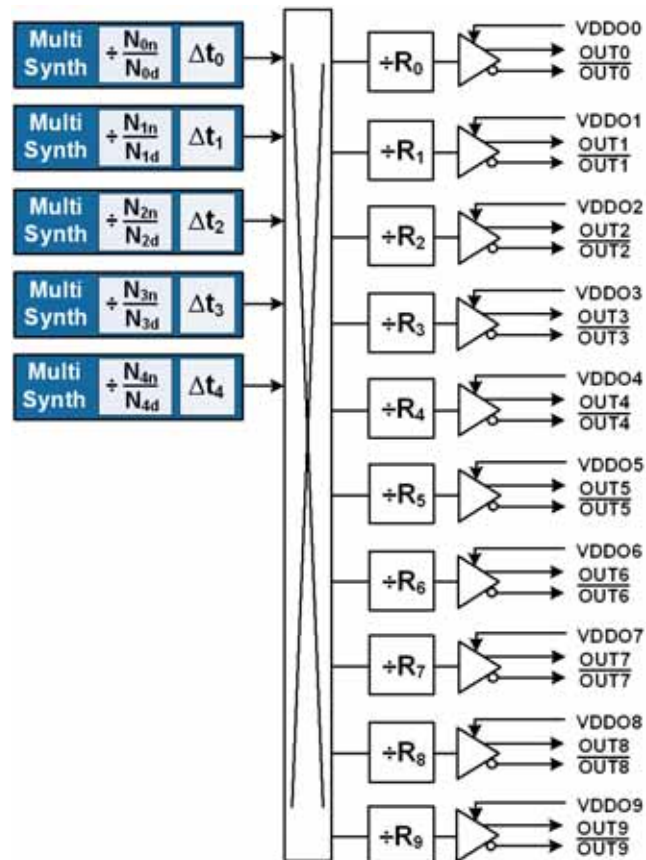 Multi Synth ÷ N0n N0d Δt0
Multi Synth ÷ N1n N1d Δt1
Multi Synth ÷ N2n N2d Δt2
Multi Synth ÷ N3n N3d Δt3
Multi Synth ÷ N4n N4d Δt4
÷R0
VDDO0
OUT0
OUT0
÷R1
VDDO1
OUT1
OUT1
÷R2
VDDO2
OUT2
OUT2
÷R3
VDDO3
OUT3
OUT3
÷R4
VDDO4
OUT4
OUT4
÷R5
VDDO5
OUT5
OUT5
÷R6
VDDO6
OUT6
OUT6
÷R7
VDDO7
OUT7
OUT7
÷R8
VDDO8
OUT8
OUT8
÷R9
VDDO9
OUT9
OUT9